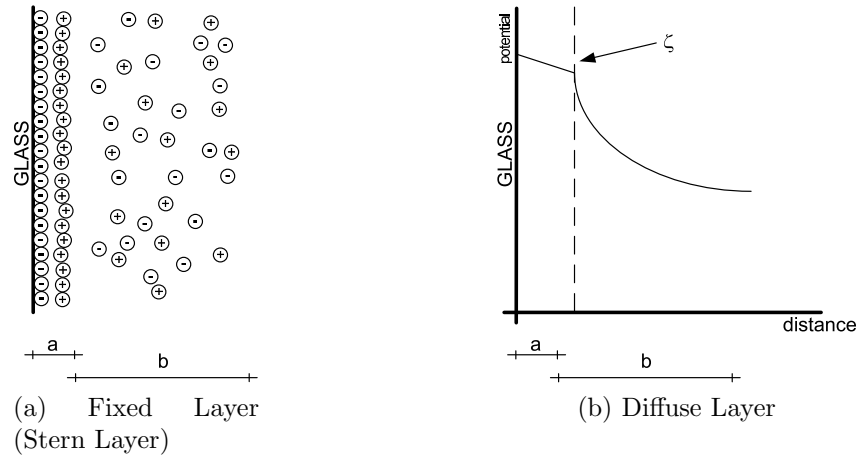 GLASS
a
b
(a) Fixed Layer
(Stern Layer)
potential
ζ
GLASS
distance
a
b
(b) Diffuse Layer